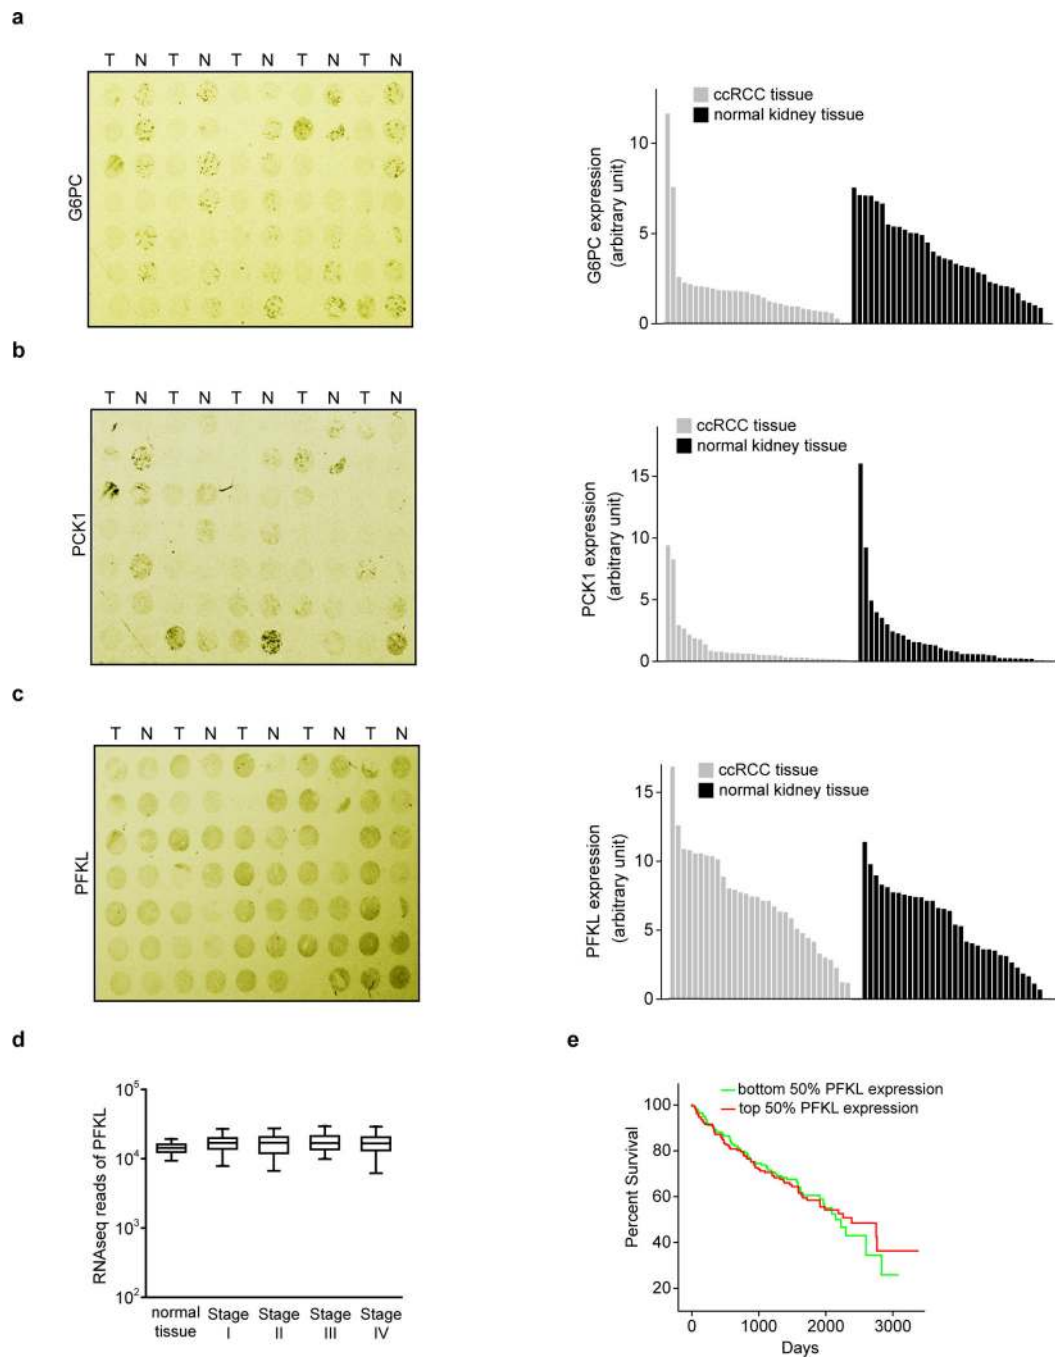 a
T N T N T N T N T N
G6PC
ccRCC tissue
normal kidney tissue
G6PC expression
(arbitrary unit)
10
5
0
b
T N T N T N T N T N
PCK1
ccRCC tissue
normal kidney tissue
PCK1 expression
(arbitrary unit)
15
10
5
0
c
T N T N T N T N T N
PFKL
ccRCC tissue
normal kidney tissue
PFKL expression
(arbitrary unit)
15
10
5
0
d
RNAseq reads of PFKL
10⁵
10⁴
10³
10²
normal Stage Stage Stage Stage
tissue I II III IV
e
bottom 50% PFKL expression
top 50% PFKL expression
Percent Survival
100
80
60
40
20
0 1000 2000 3000
Days